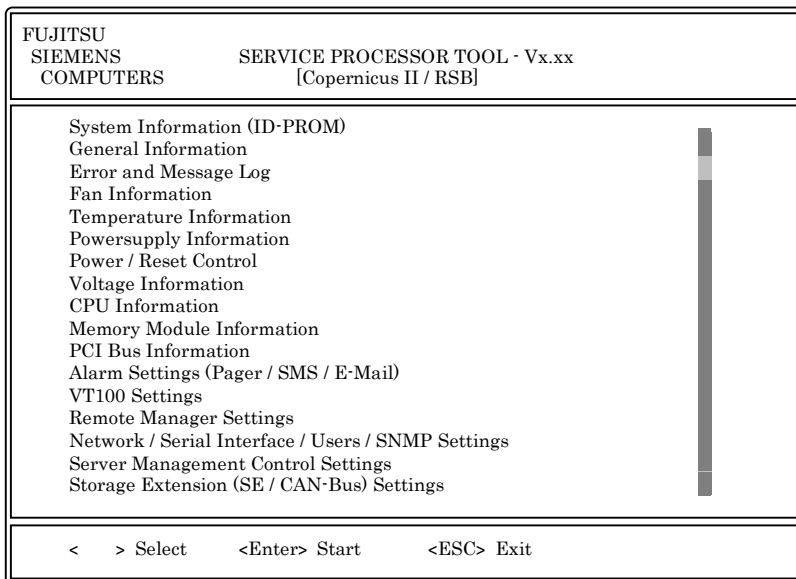 FUJITSU
SIEMENS SERVICE PROCESSOR TOOL - Vx.xx
COMPUTERS [Copernicus II / RSB]
System Information (ID-PROM)
General Information
Error and Message Log
Fan Information
Temperature Information
Powersupply Information
Power / Reset Control
Voltage Information
CPU Information
Memory Module Information
PCI Bus Information
Alarm Settings (Pager / SMS / E-Mail)
VT100 Settings
Remote Manager Settings
Network / Serial Interface / Users / SNMP Settings
Server Management Control Settings
Storage Extension (SE / CAN-Bus) Settings
< > Select <Enter> Start <ESC> Exit